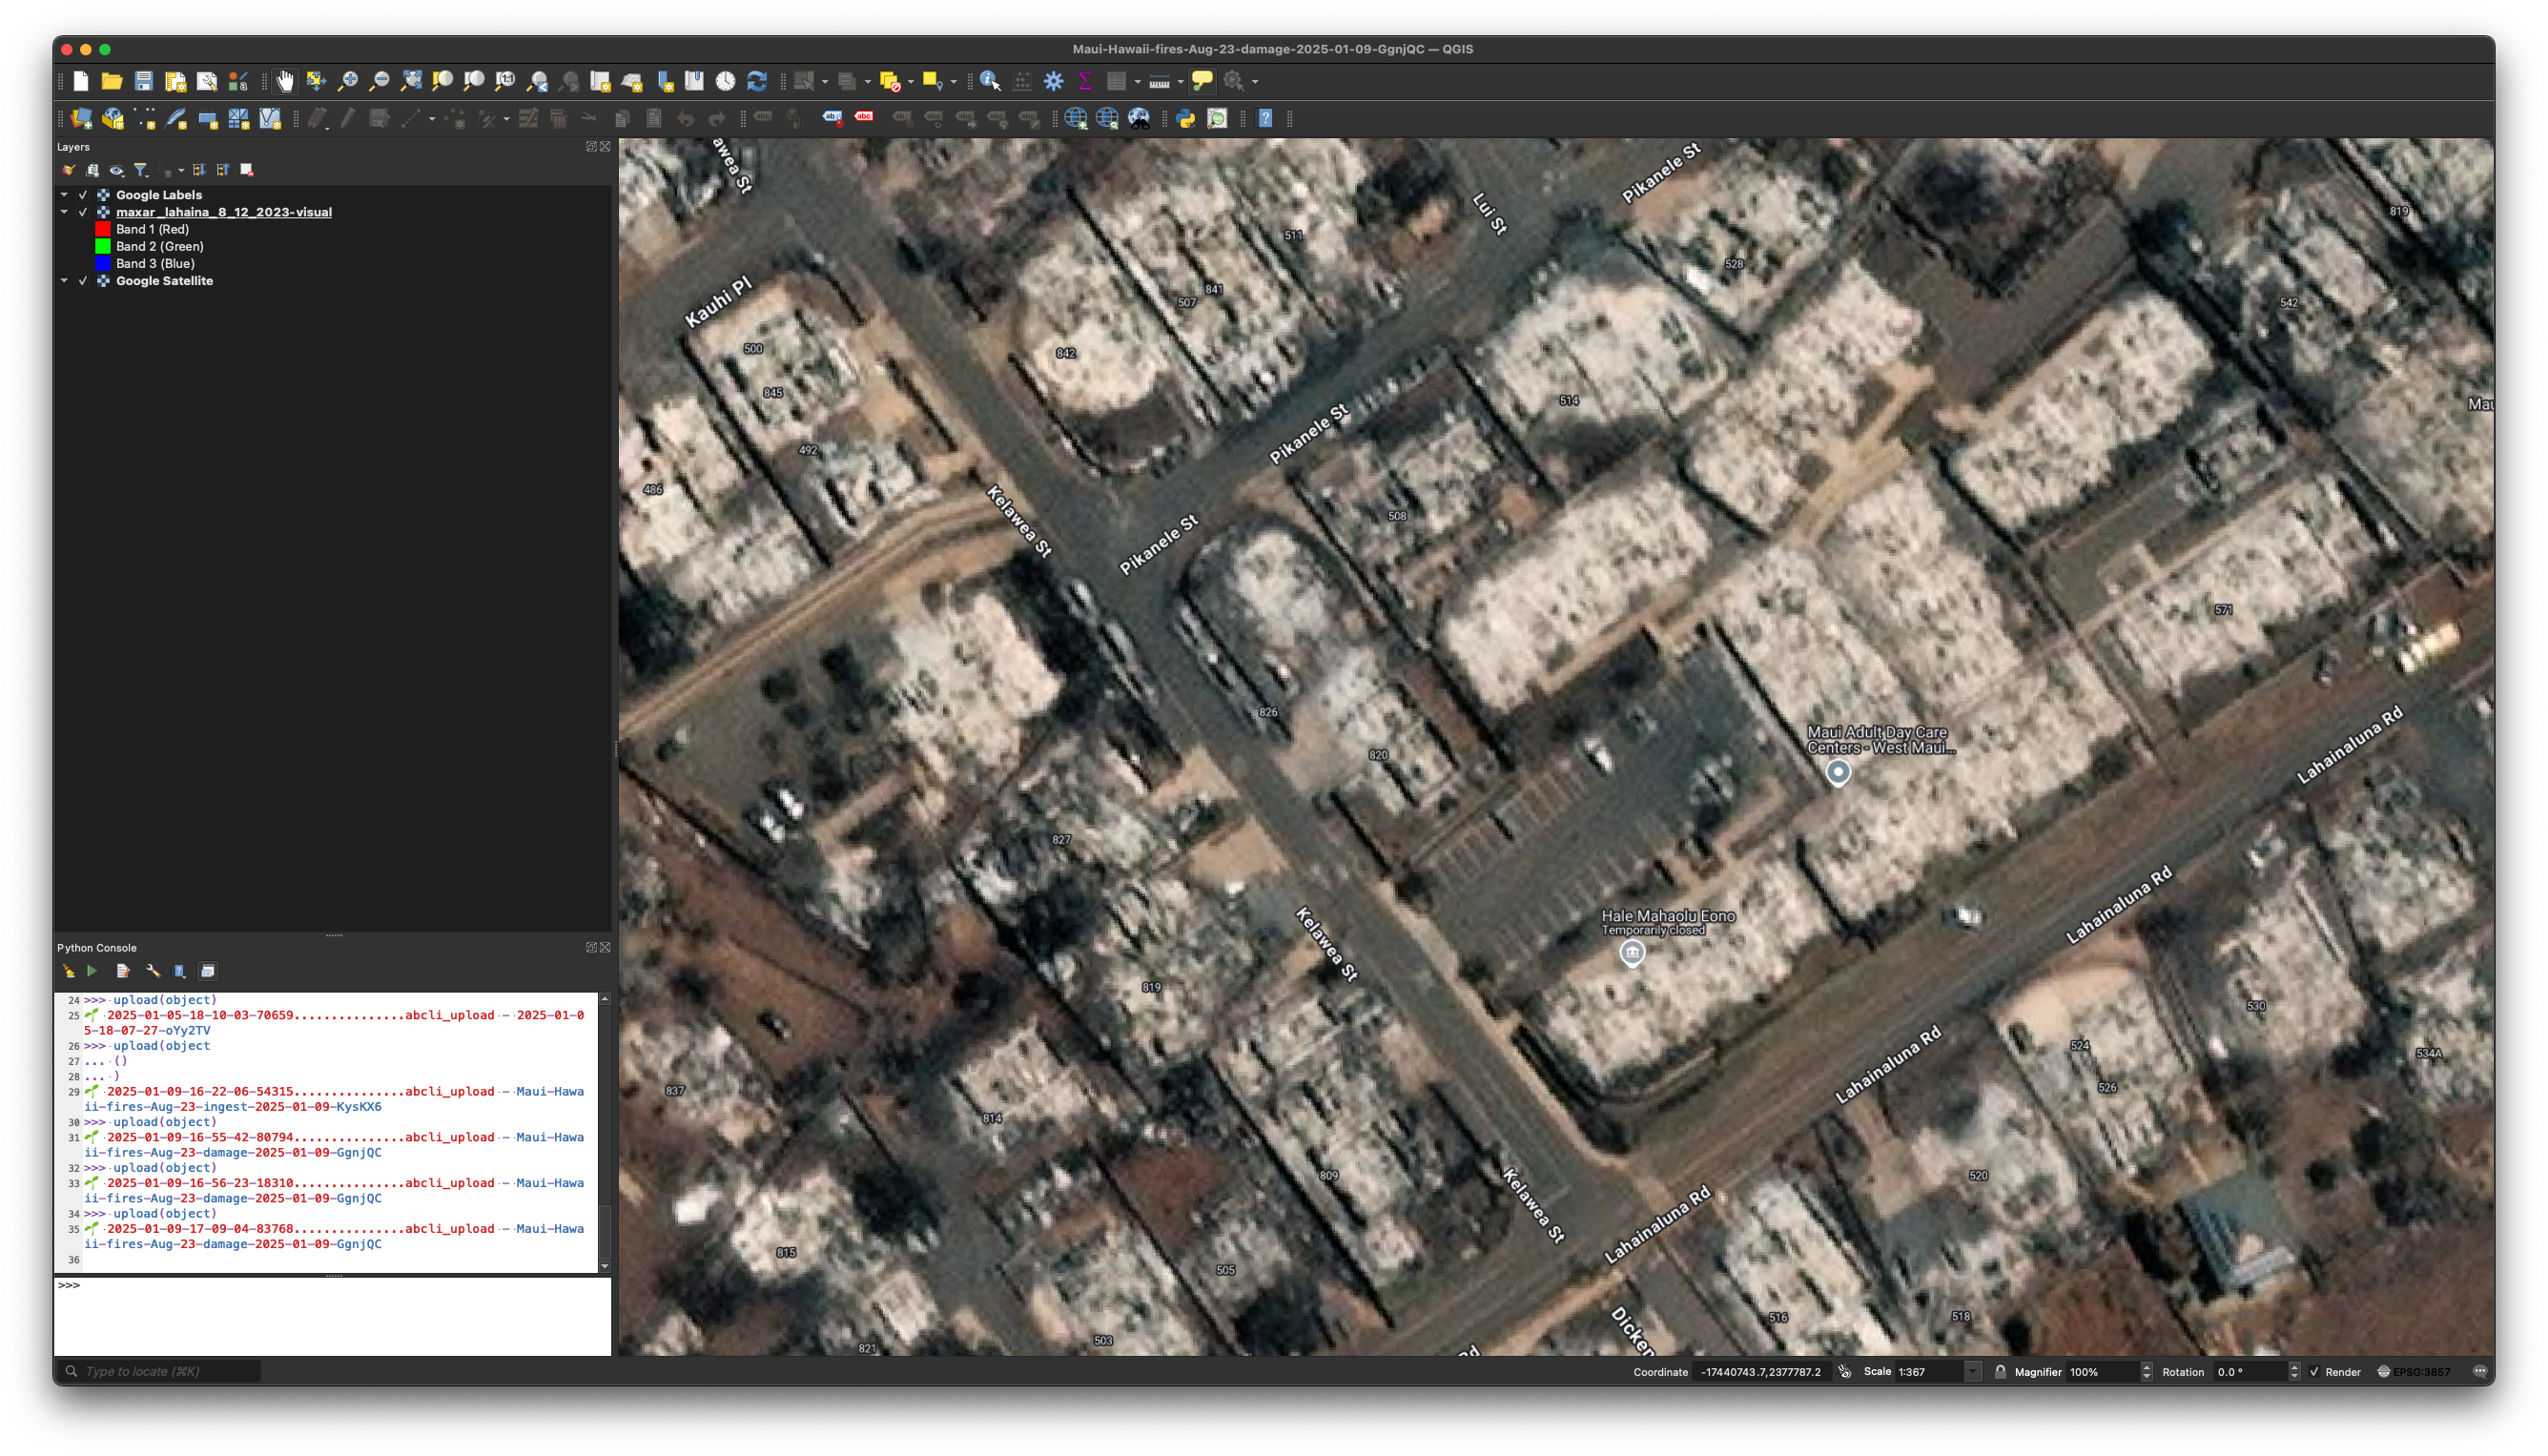 Maui-Hawaii-fires-Aug-23-damage-2025-01-09-GgnjQC — QGIS
Layers
Google Labels
maxar_lahaina_8_12_2023-visual
Band 1 (Red)
Band 2 (Green)
Band 3 (Blue)
Google Satellite
Python Console
24 >>> upload(object)
25 2025-01-05-18-10-03-70659...............abcli_upload - 2025-01-0
5-18-07-27-oYy2TV
26 >>> upload(object
27 ... ()
28 ... )
29 2025-01-09-16-22-06-54315...............abcli_upload - Maui-Hawa
ii-fires-Aug-23-ingest-2025-01-09-KysKX6
30 >>> upload(object)
31 2025-01-09-16-55-42-80794...............abcli_upload - Maui-Hawa
ii-fires-Aug-23-damage-2025-01-09-GgnjQC
32 >>> upload(object)
33 2025-01-09-16-56-23-18310...............abcli_upload - Maui-Hawa
ii-fires-Aug-23-damage-2025-01-09-GgnjQC
34 >>> upload(object)
35 2025-01-09-17-09-04-83768...............abcli_upload - Maui-Hawa
ii-fires-Aug-23-damage-2025-01-09-GgnjQC
36
>>>
awea St
Pikanele St
Lui St
819
511
528
Kauhi Pl
841
507
542
500
842
845
514
Mau
Pikanele St
492
486
Kelawea St
508
Pikanele St
571
826
Maui Adult Day Care
Centers - West Maui...
820
Lahainaluna Rd
827
Hale Mahaolu Eono
Temporarily closed
Lahainaluna Rd
Kelawea St
819
530
524
534A
Lahainaluna Rd
526
837
814
809
520
Kelawea St
Lahainaluna Rd
815
505
516
518
503
821
Dicken
Rd
Type to locate (⌘K)
Coordinate -17440743.7,2377787.2 Scale 1:367 Magnifier 100% Rotation 0.0 ° Render EPSG:3857